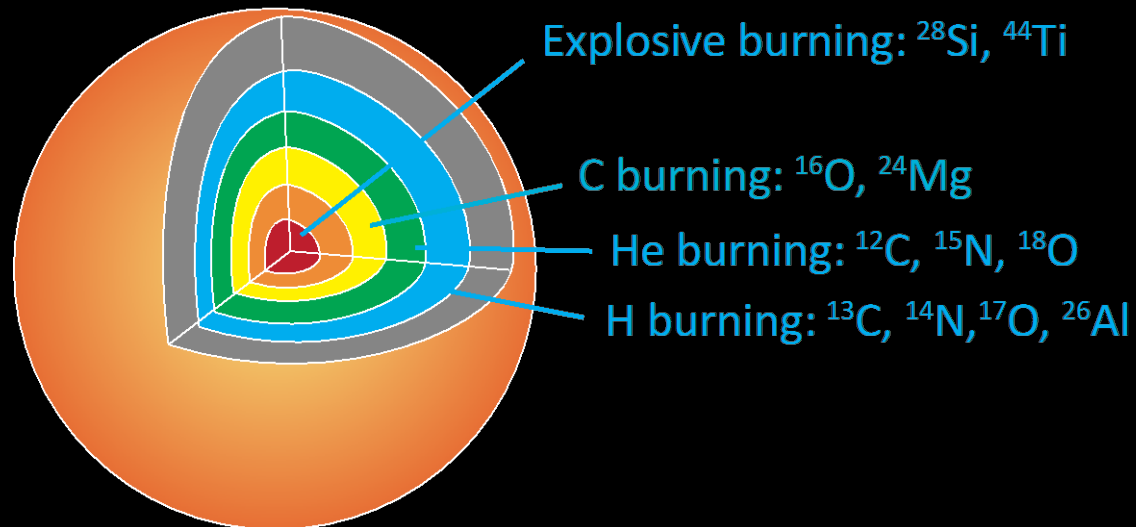 Explosive burning: ²⁸Si, ⁴⁴Ti
C burning: ¹⁶O, ²⁴Mg
He burning: ¹²C, ¹⁵N, ¹⁸O
H burning: ¹³C, ¹⁴N,¹⁷O, ²⁶Al